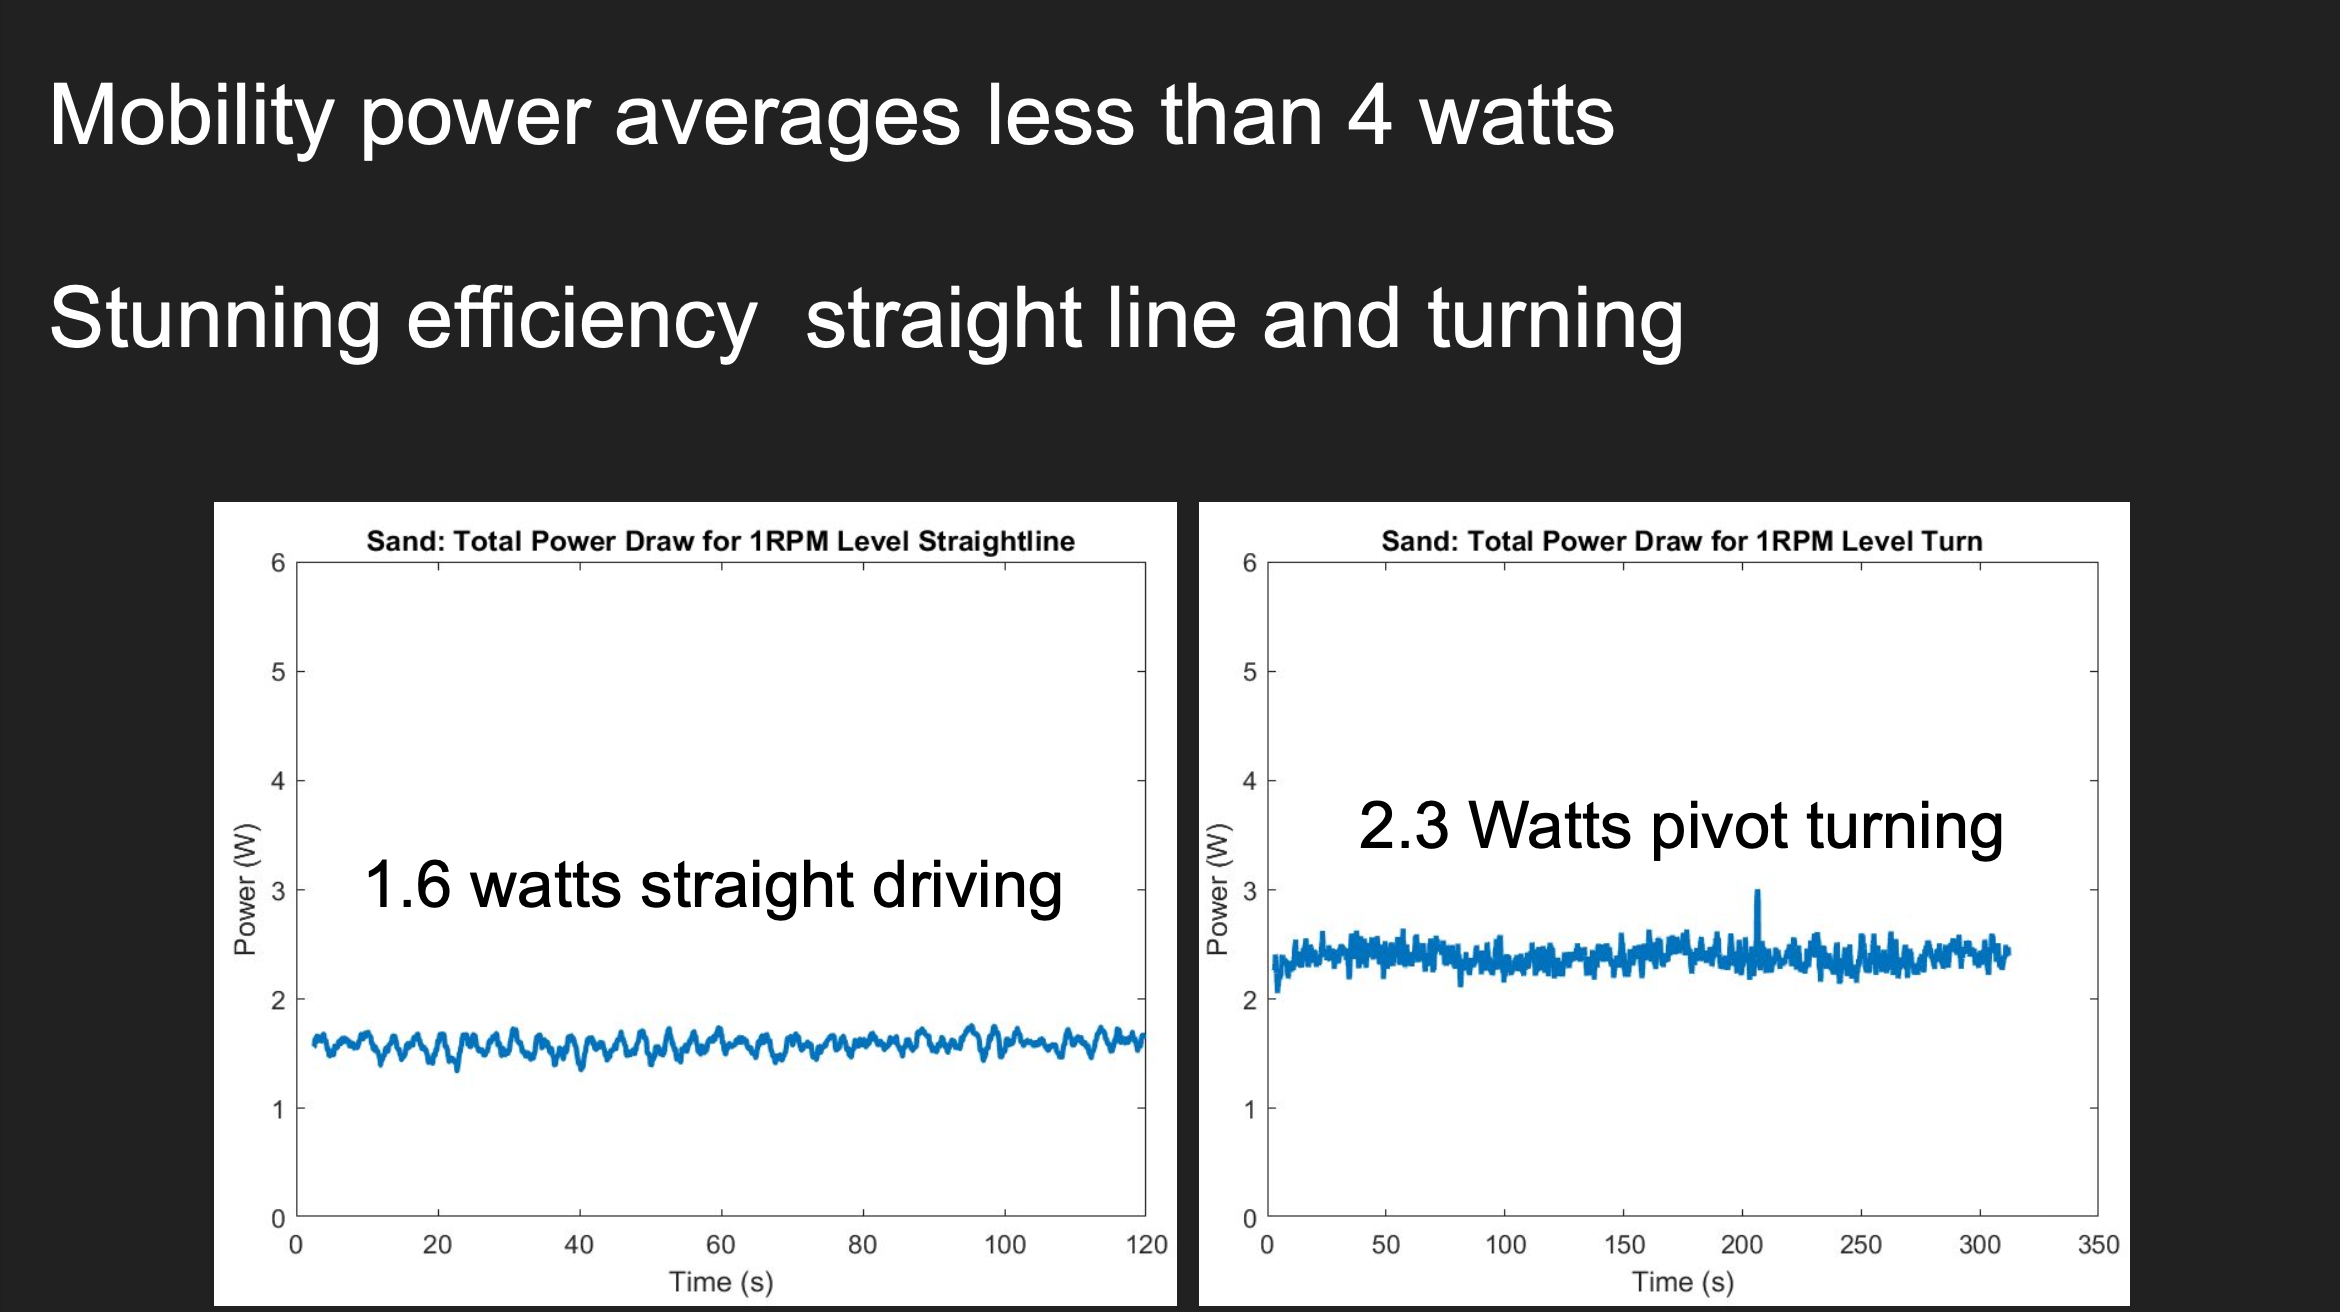 Mobility power averages less than 4 watts
Stunning efficiency  straight line and turning
Sand: Total Power Draw for 1RPM Level Straightline
6
5
4
3
2
1
0
Power (W)
1.6 watts straight driving
0 20 40 60 80 100 120
Time (s)
Sand: Total Power Draw for 1RPM Level Turn
6
5
4
3
2
1
0
Power (W)
2.3 Watts pivot turning
0 50 100 150 200 250 300 350
Time (s)